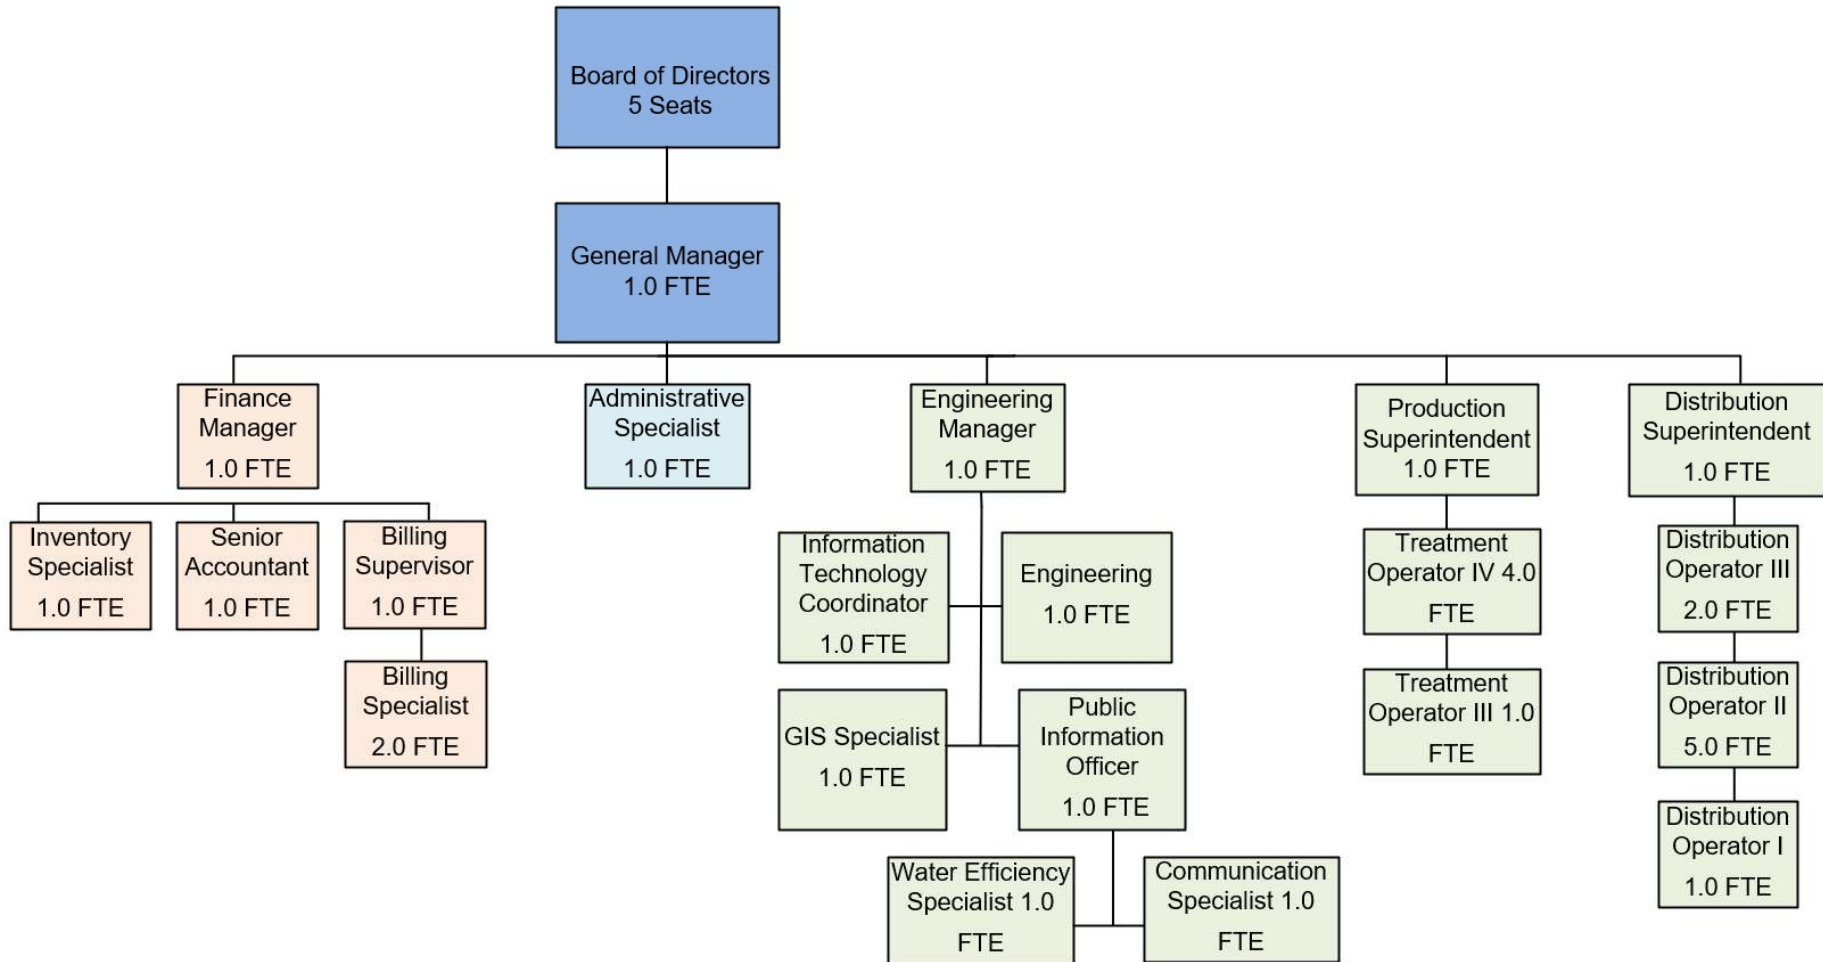 Board of Directors
5 Seats
General Manager
1.0 FTE
Finance
Manager
1.0 FTE
Administrative
Specialist
1.0 FTE
Engineering
Manager
1.0 FTE
Production
Superintendent
1.0 FTE
Distribution
Superintendent
1.0 FTE
Inventory
Specialist
1.0 FTE
Senior
Accountant
1.0 FTE
Billing
Supervisor
1.0 FTE
Billing
Specialist
2.0 FTE
Information
Technology
Coordinator
1.0 FTE
Engineering
1.0 FTE
GIS Specialist
1.0 FTE
Public
Information
Officer
1.0 FTE
Water Efficiency
Specialist 1.0
FTE
Communication
Specialist 1.0
FTE
Treatment
Operator IV 4.0
FTE
Treatment
Operator III 1.0
FTE
Distribution
Operator III
2.0 FTE
Distribution
Operator II
5.0 FTE
Distribution
Operator I
1.0 FTE